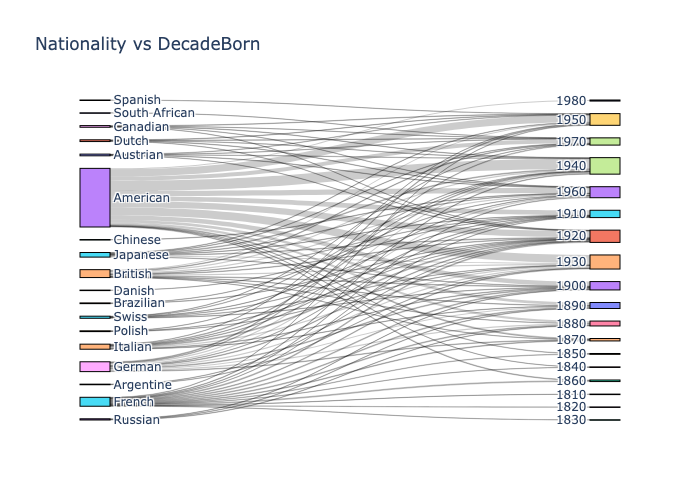 Nationality vs DecadeBorn
Spanish
South African
Canadian
Dutch
Austrian
American
Chinese
Japanese
British
Danish
Brazilian
Swiss
Polish
Italian
German
Argentine
French
Russian
1980
1950
1970
1940
1960
1910
1920
1930
1900
1890
1880
1870
1850
1840
1860
1810
1820
1830